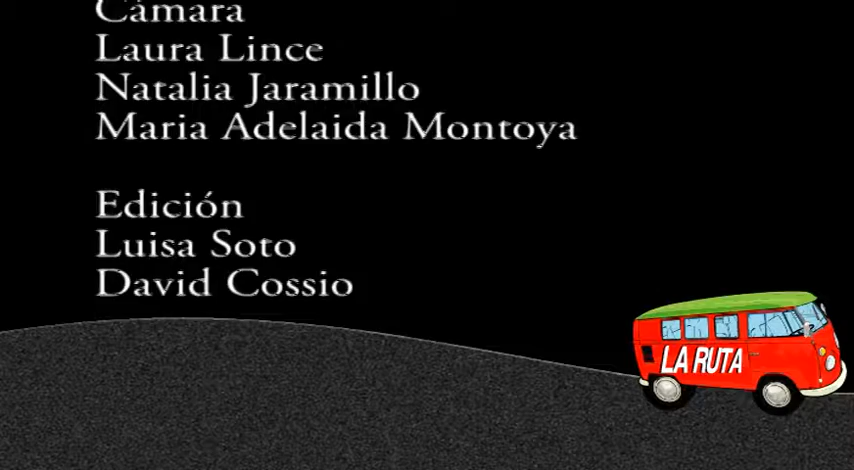 Cámara
Laura Lince
Natalia Jaramillo
Maria Adelaida Montoya
Edición
Luisa Soto
David Cossio
LA RUTA